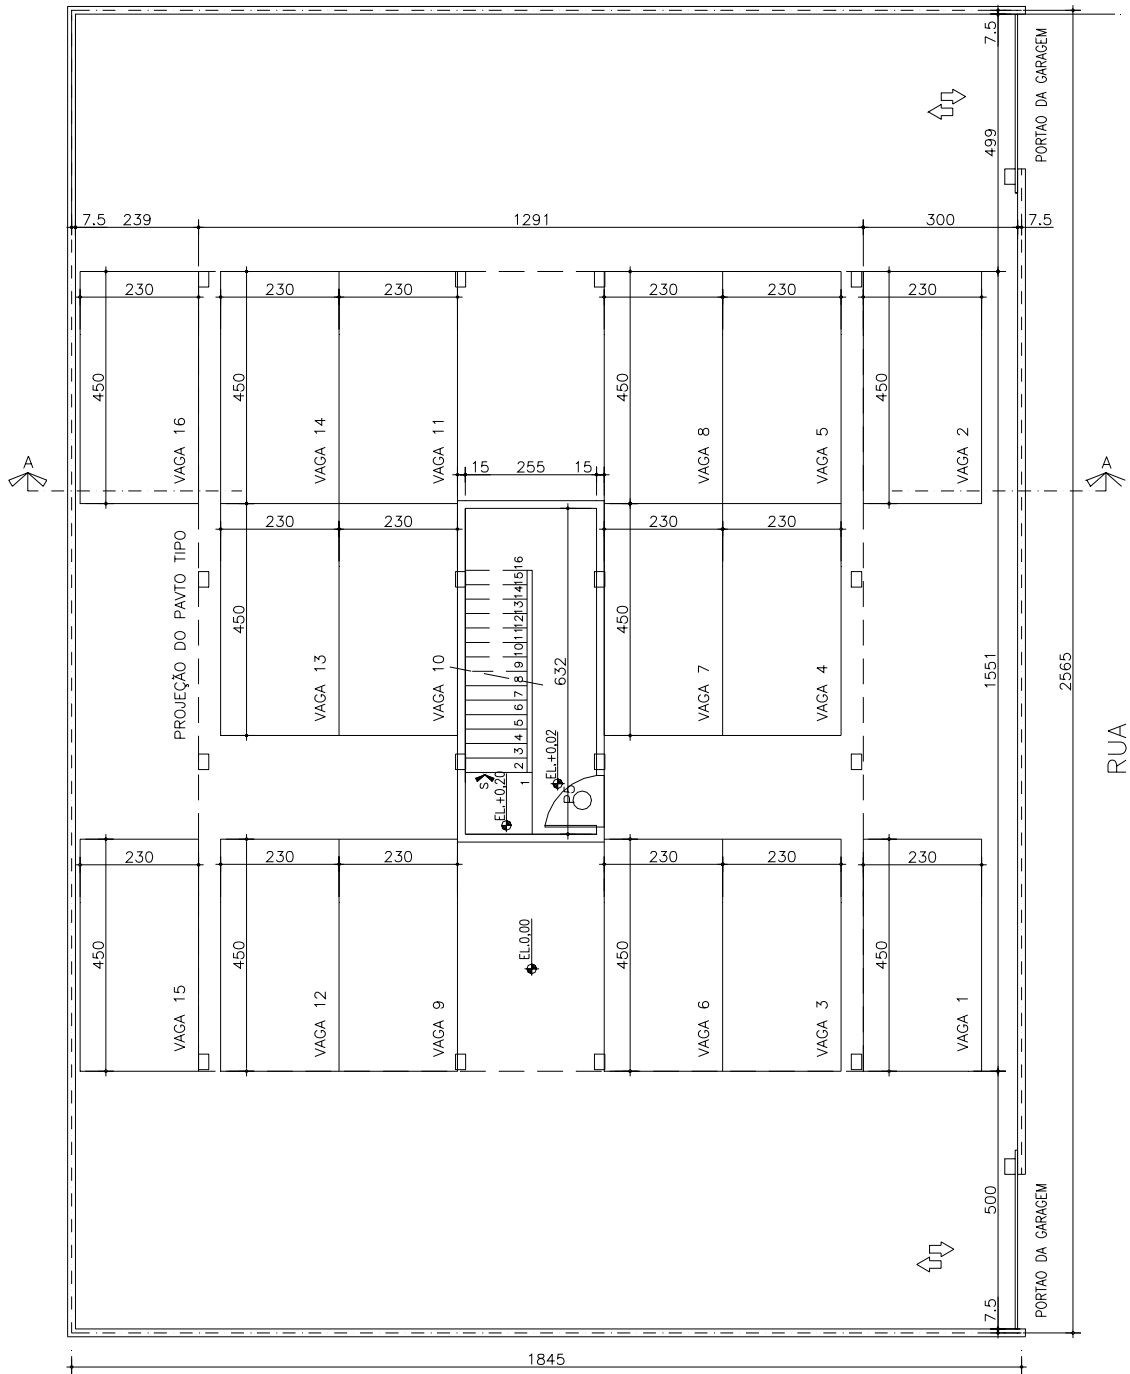 7.5
499
PORTAO DA GARAGEM
7.5 239
1291
300
7.5
230
230
230
230
230
230
450
450
450
450
VAGA 16
VAGA 14
VAGA 11
VAGA 8
VAGA 5
VAGA 2
A
A
15 255 15
PROJEÇÃO DO PAVTO TIPO
230
230
230
230
450
450
VAGA 13
VAGA 10
VAGA 7
VAGA 4
16
15
14
13
12
11
10
9
8
7
6
5
4
3
2
1
632
S
EL.+0,20
EL.+0,02
P5
1551
2565
RUA
230
230
230
230
230
230
450
450
450
450
EL.0,00
VAGA 15
VAGA 12
VAGA 9
VAGA 6
VAGA 3
VAGA 1
500
PORTAO DA GARAGEM
7.5
1845